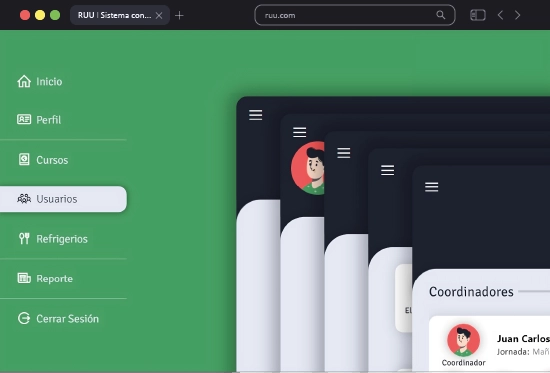 RUU | Sistema con...
ruu.com
Inicio
Perfil
Cursos
Usuarios
Refrigerios
Reporte
Cerrar Sesión
El
Coordinadores
Juan Carlos
Jornada: Mañ
Coordinador